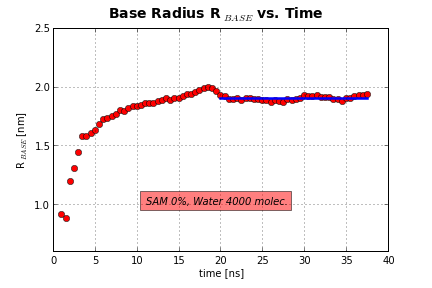 Base Radius R BASE vs. Time
2.5
2.0
1.5
1.0
R BASE [nm]
SAM 0%, Water 4000 molec.
0 5 10 15 20 25 30 35 40
time [ns]